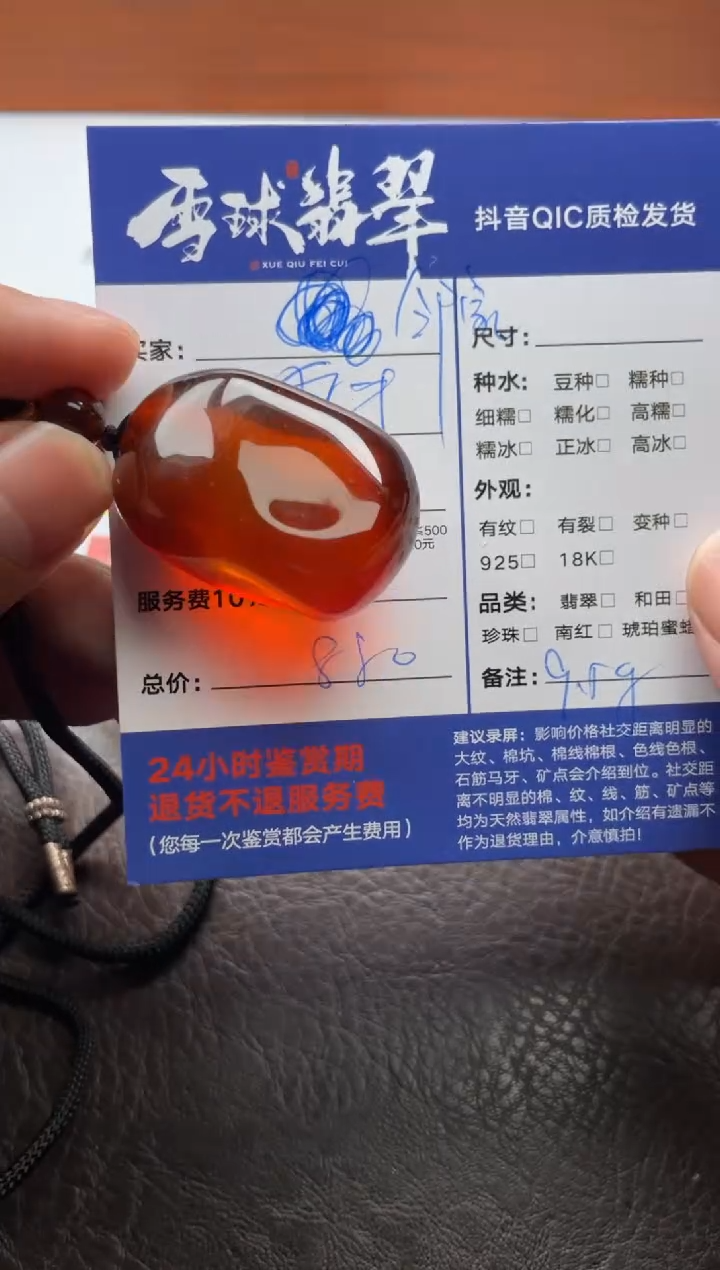 雪球翡翠
XUE QIU FEI CUI
抖音QIC质检发货
买家：
服务费10
总价：850
尺寸：
种水： 豆种□ 糯种□
细糯□ 糯化□ 高糯□
糯冰□ 正冰□ 高冰□
外观：
有纹□ 有裂□ 变种□
925□ 18K□
品类： 翡翠□ 和田□
珍珠□ 南红□ 琥珀蜜蜡
备注：9.5g
24小时鉴赏期
退货不退服务费
(您每一次鉴赏都会产生费用)
建议录屏：影响价格社交距离明显的
大纹、棉坑、棉线棉根、色线色根、
石筋马牙、矿点会介绍到位。社交距
离不明显的棉、纹、线、筋、矿点等
均为天然翡翠属性，如介绍有遗漏不
作为退货理由，介意慎拍!